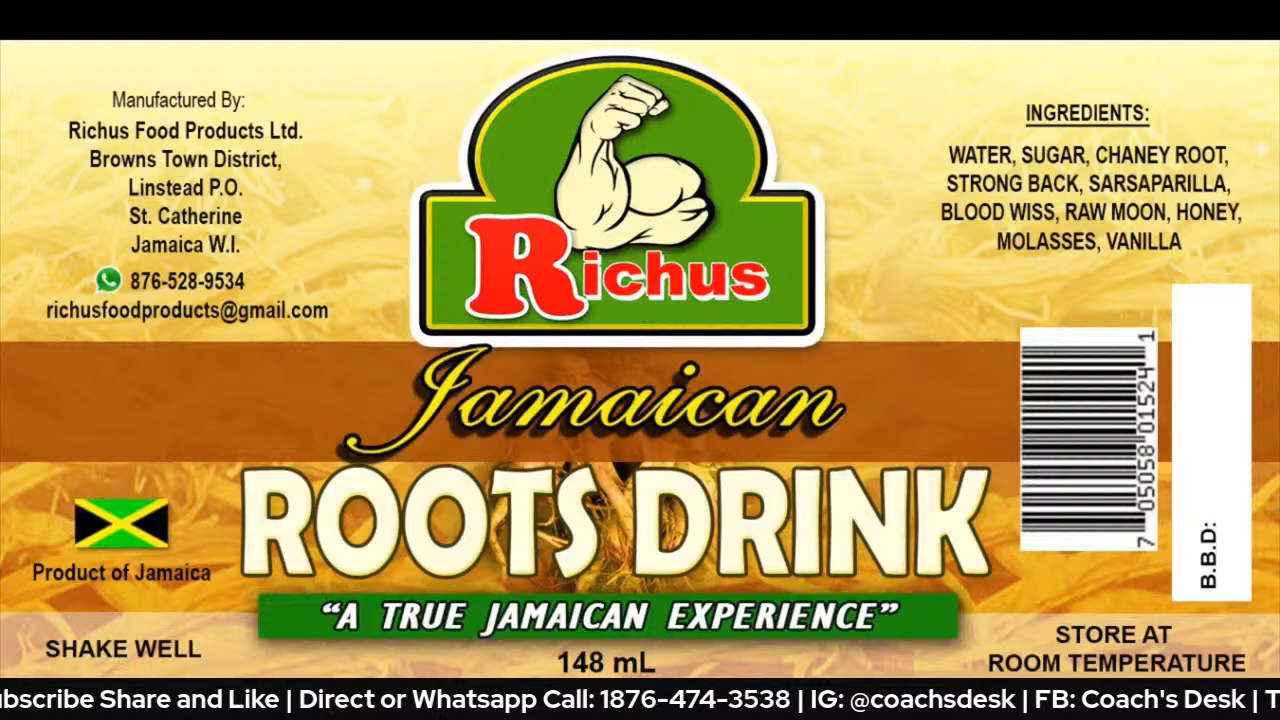 Manufactured By:
Richus Food Products Ltd.
Browns Town District,
Linstead P.O.
St. Catherine
Jamaica W.I.
876-528-9534
richusfoodproducts@gmail.com
Richus
INGREDIENTS:
WATER, SUGAR, CHANEY ROOT,
STRONG BACK, SARSAPARILLA,
BLOOD WISS, RAW MOON, HONEY,
MOLASSES, VANILLA
Jamaican
ROOTS DRINK
"A TRUE JAMAICAN EXPERIENCE"
148 mL
Product of Jamaica
SHAKE WELL
7 05058 01524 1
B.B.D:
STORE AT
ROOM TEMPERATURE
ubscribe Share and Like | Direct or Whatsapp Call: 1876-474-3538 | IG: @coachsdesk | FB: Coach's Desk | T